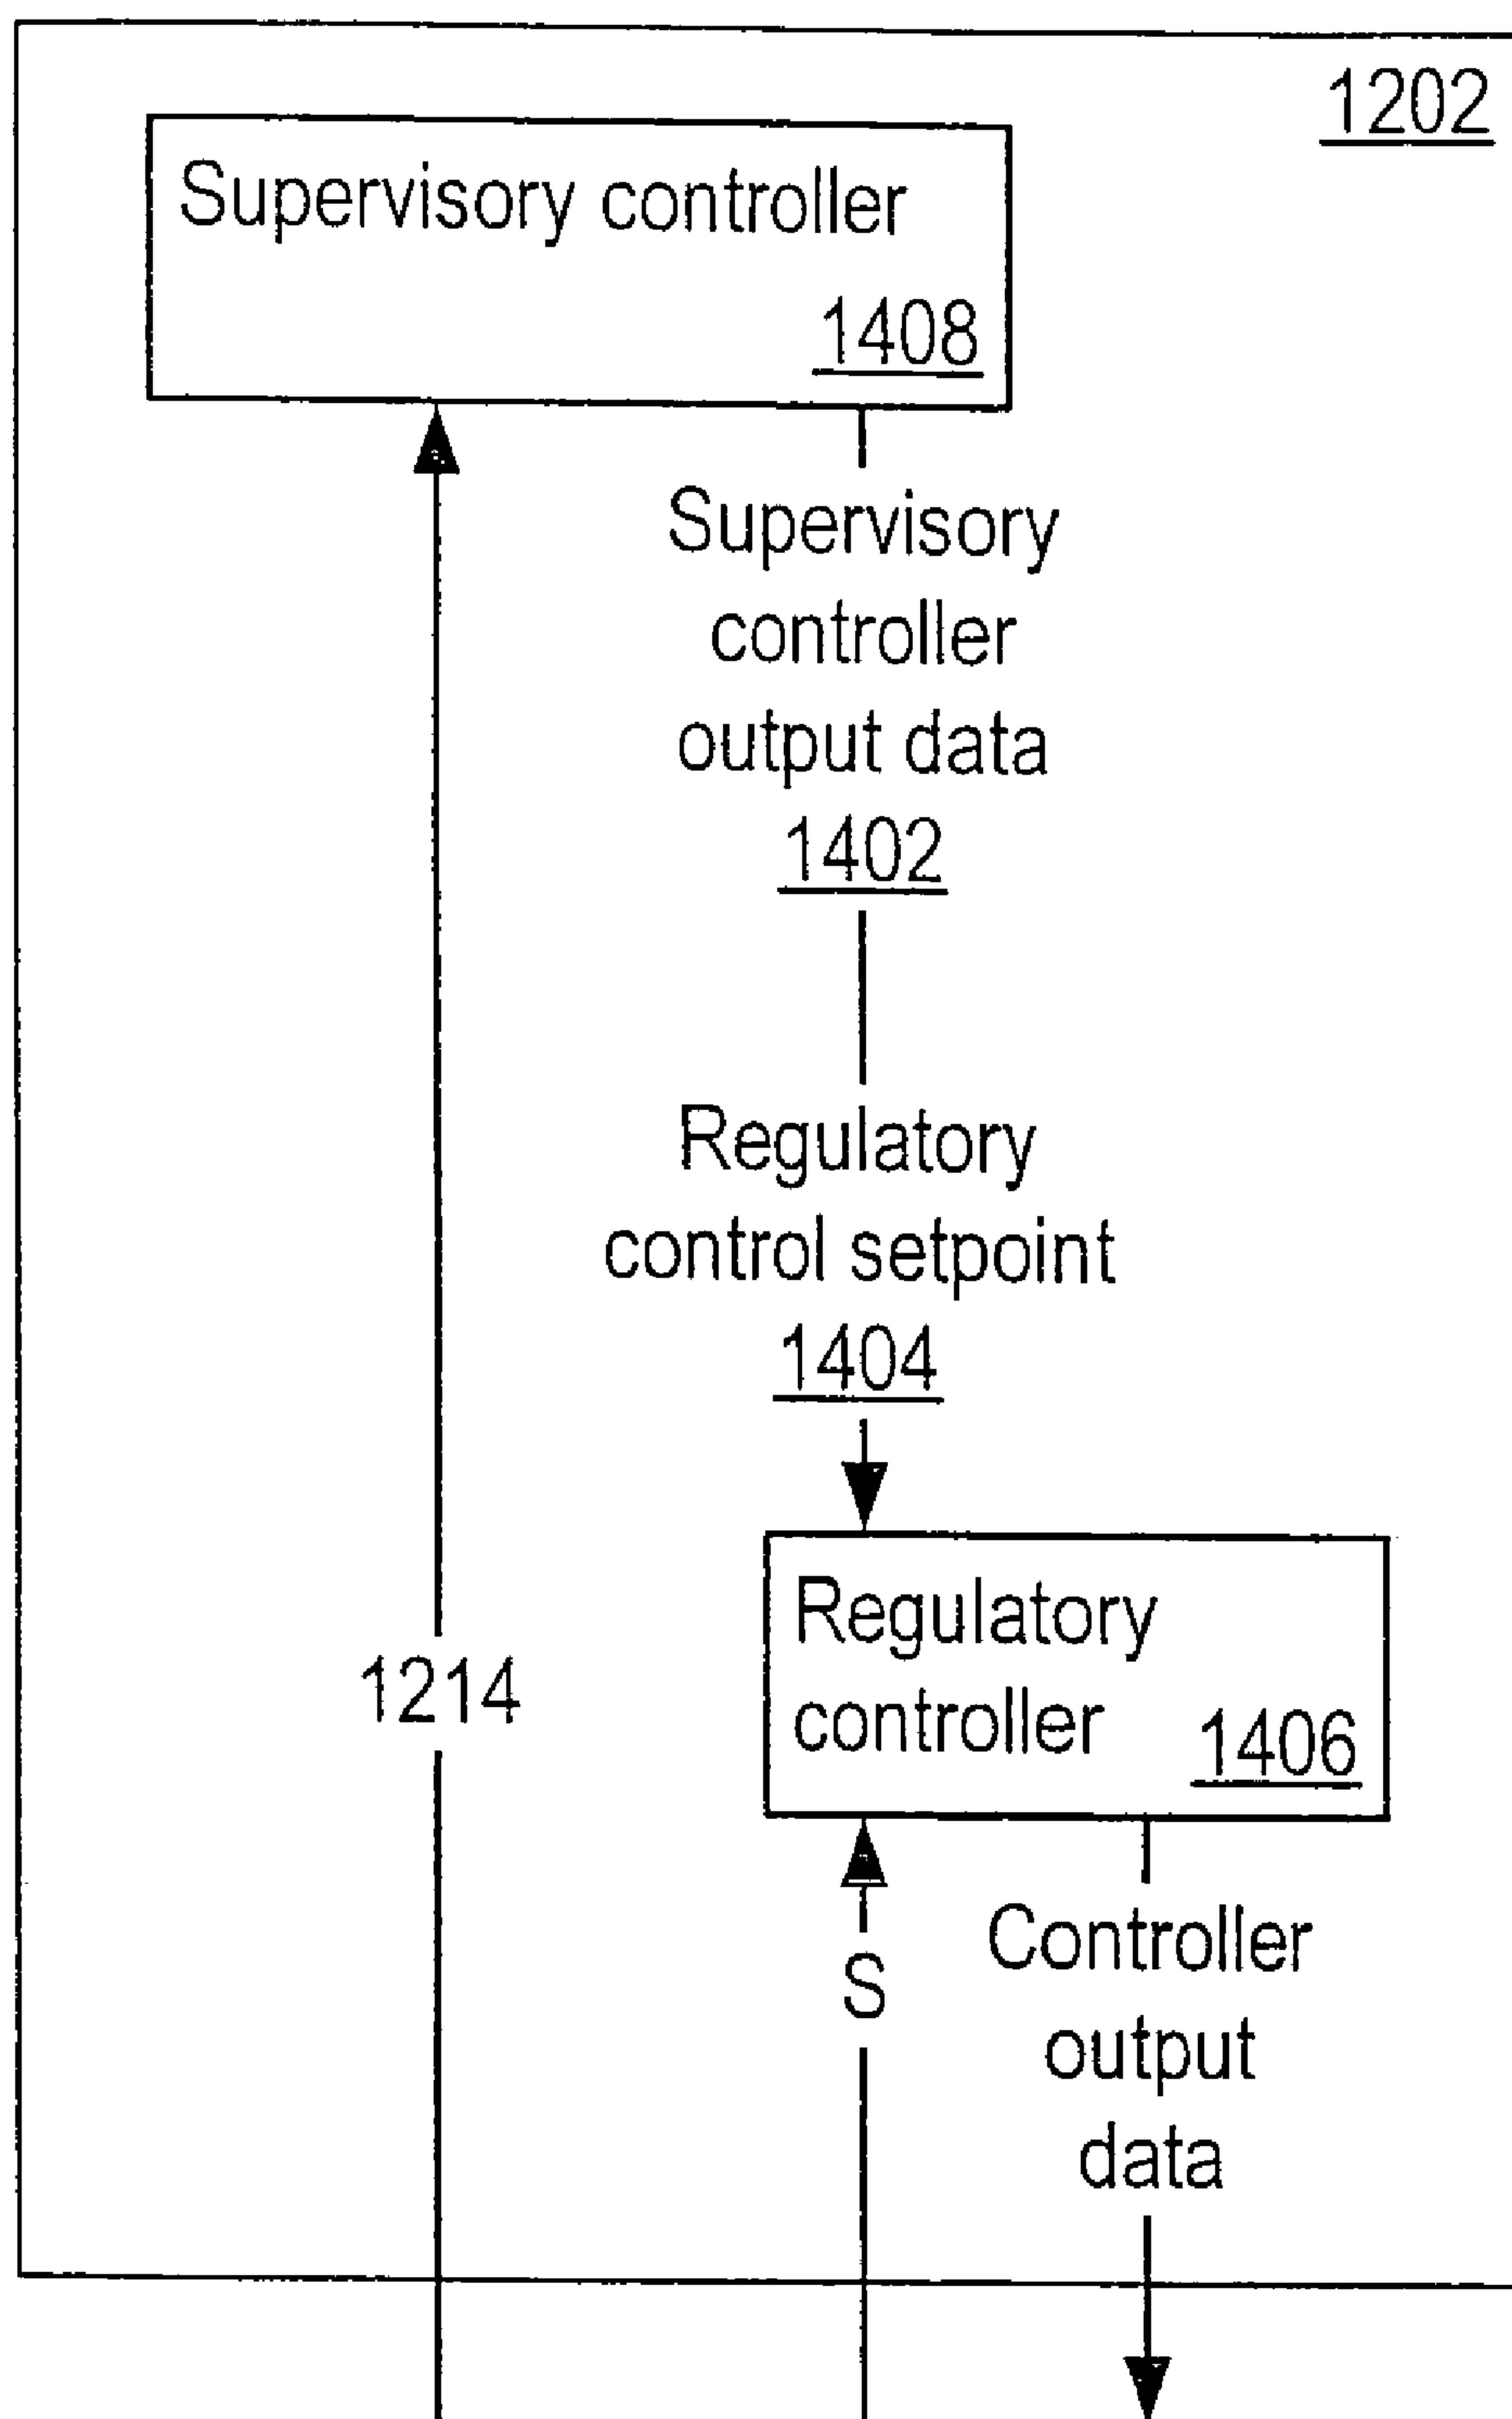 1202
Supervisory controller
1408
Supervisory
controller
output data
1402
Regulatory
control setpoint
1404
Regulatory
controller
1406
1214
S
Controller
output
data